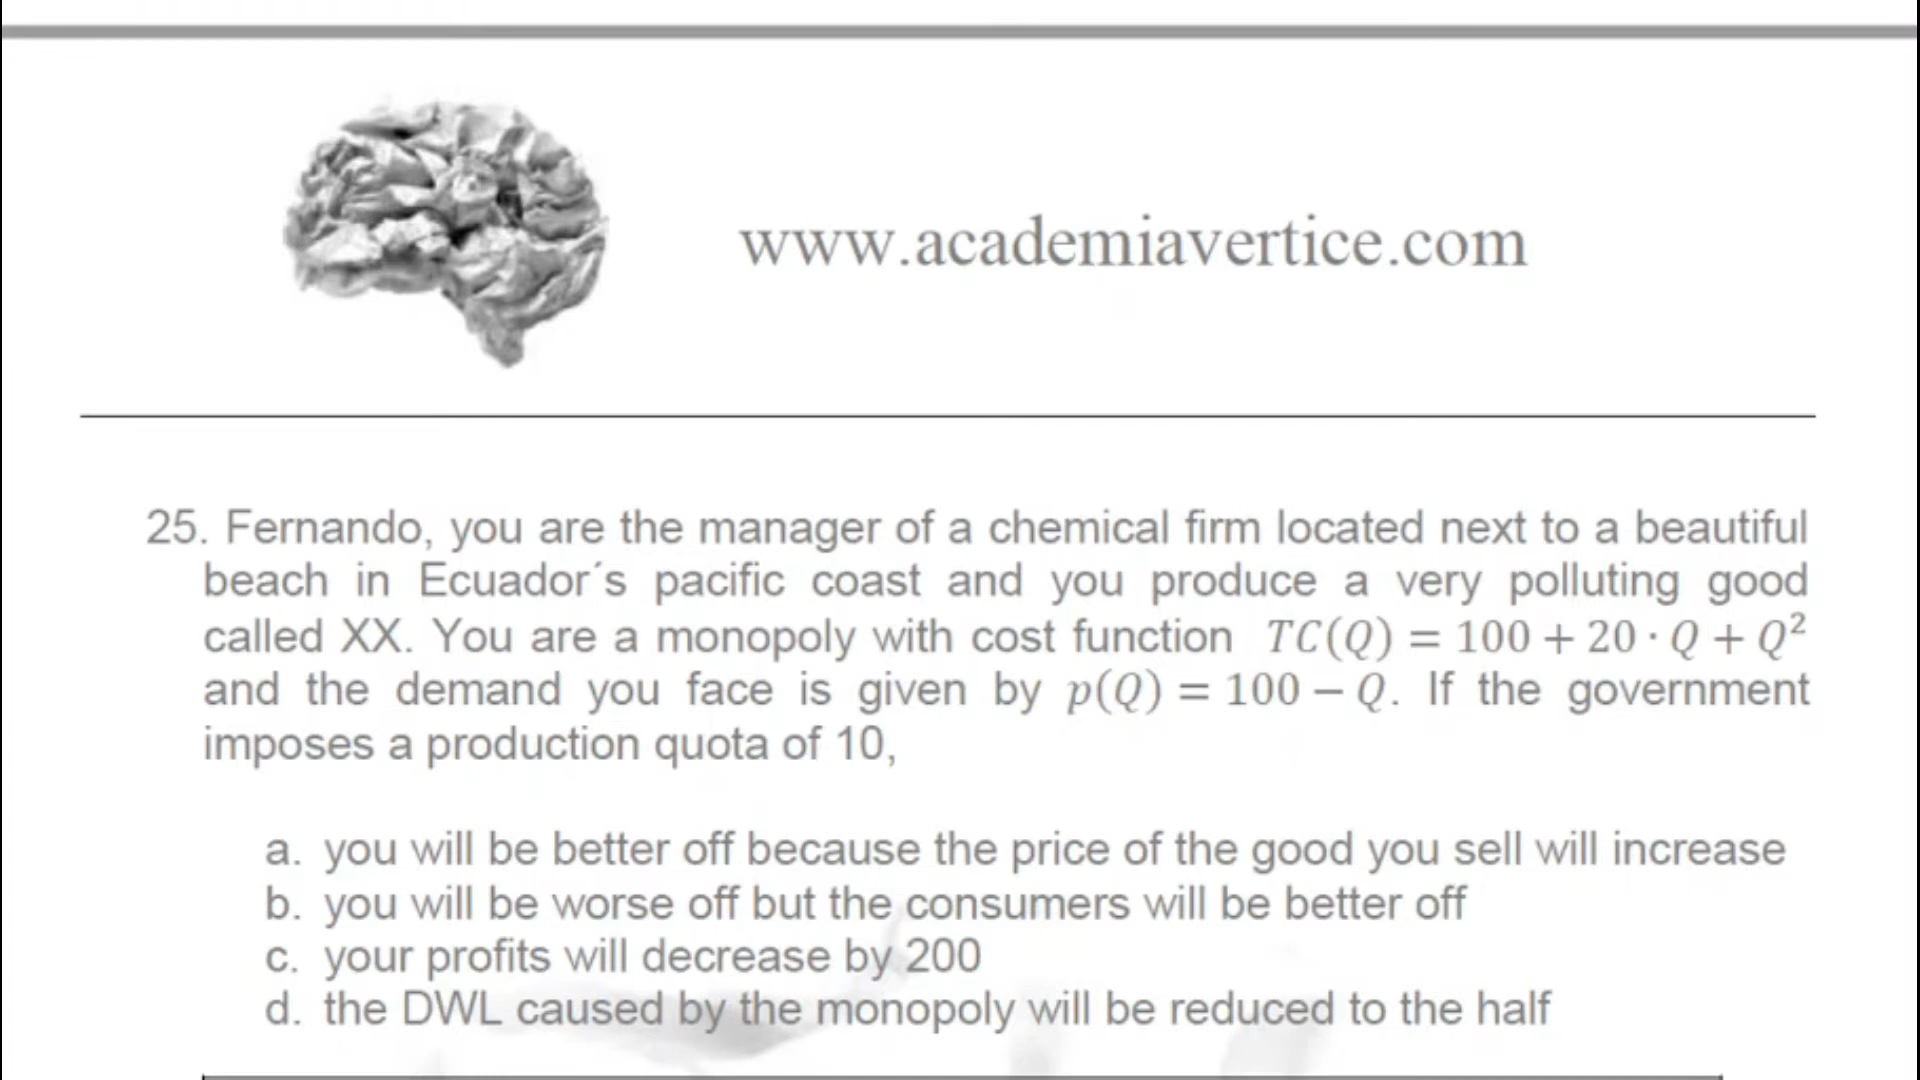 www.academiavertice.com
25. Fernando, you are the manager of a chemical firm located next to a beautiful
beach in Ecuador´s pacific coast and you produce a very polluting good
called XX. You are a monopoly with cost function TC(Q) = 100 + 20 · Q + Q²
and the demand you face is given by p(Q) = 100 − Q. If the government
imposes a production quota of 10,
a. you will be better off because the price of the good you sell will increase
b. you will be worse off but the consumers will be better off
c. your profits will decrease by 200
d. the DWL caused by the monopoly will be reduced to the half